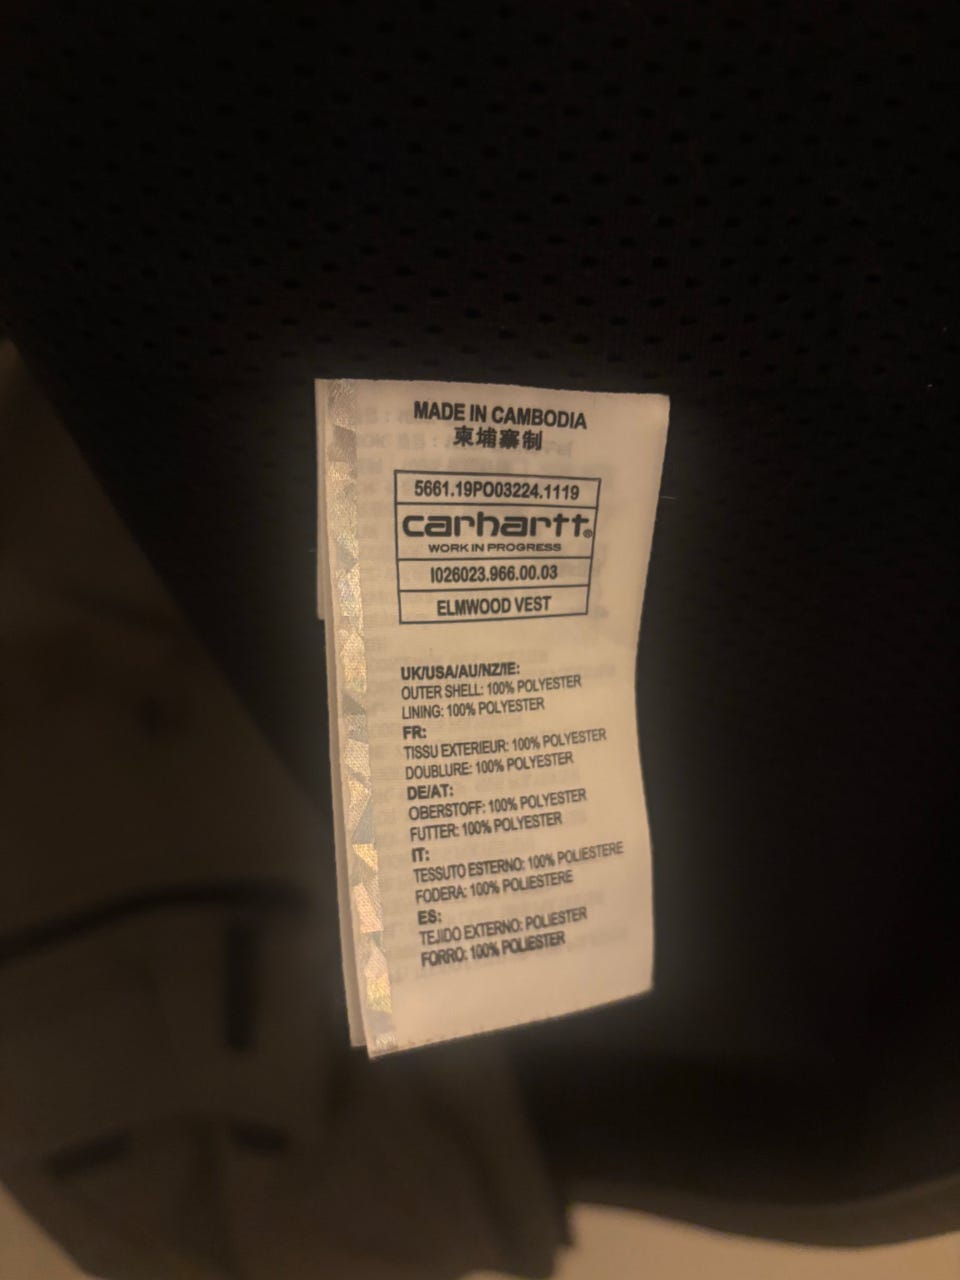 MADE IN CAMBODIA
柬埔寨制
5661.19PO03224.1119
carhartt®
WORK IN PROGRESS
I026023.966.00.03
ELMWOOD VEST
UK/USA/AU/NZ/IE:
OUTER SHELL: 100% POLYESTER
LINING: 100% POLYESTER
FR:
TISSU EXTERIEUR: 100% POLYESTER
DOUBLURE: 100% POLYESTER
DE/AT:
OBERSTOFF: 100% POLYESTER
FUTTER: 100% POLYESTER
IT:
TESSUTO ESTERNO: 100% POLIESTERE
FODERA: 100% POLIESTERE
ES:
TEJIDO EXTERNO: POLIESTER
FORRO: 100% POLIESTER